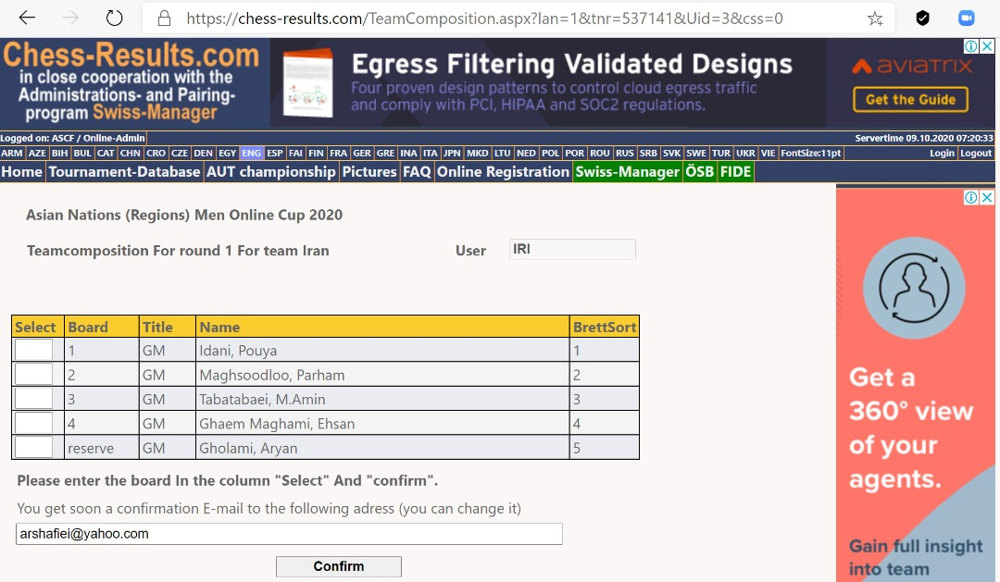 https://chess-results.com/TeamComposition.aspx?lan=1&tnr=537141&Uid=3&css=0
Chess-Results.com
in close cooperation with the
Administrations- and Pairing-
program Swiss-Manager
Egress Filtering Validated Designs
Four proven design patterns to control cloud egress traffic
and comply with PCI, HIPAA and SOC2 regulations.
aviatrix
Get the Guide
Logged on: ASCF / Online-Admin
Servertime 09.10.2020 07:20:33
ARM AZE BIH BUL CAT CHN CRO CZE DEN EGY ENG ESP FAI FIN FRA GER GRE INA ITA JPN MKD LTU NED POL POR ROU RUS SRB SVK SWE TUR UKR VIE FontSize:11pt Login Logout
Home Tournament-Database AUT championship Pictures FAQ Online Registration Swiss-Manager ÖSB FIDE
Asian Nations (Regions) Men Online Cup 2020
Teamcomposition For round 1 For team Iran User IRI
Select Board Title Name BrettSort
1 GM Idani, Pouya 1
2 GM Maghsoodloo, Parham 2
3 GM Tabatabaei, M.Amin 3
4 GM Ghaem Maghami, Ehsan 4
reserve GM Gholami, Aryan 5
Please enter the board In the column "Select" And "confirm".
You get soon a confirmation E-mail to the following adress (you can change it)
arshafiei@yahoo.com
Confirm
Get a
360° view
of your
agents.
Gain full insight
into team